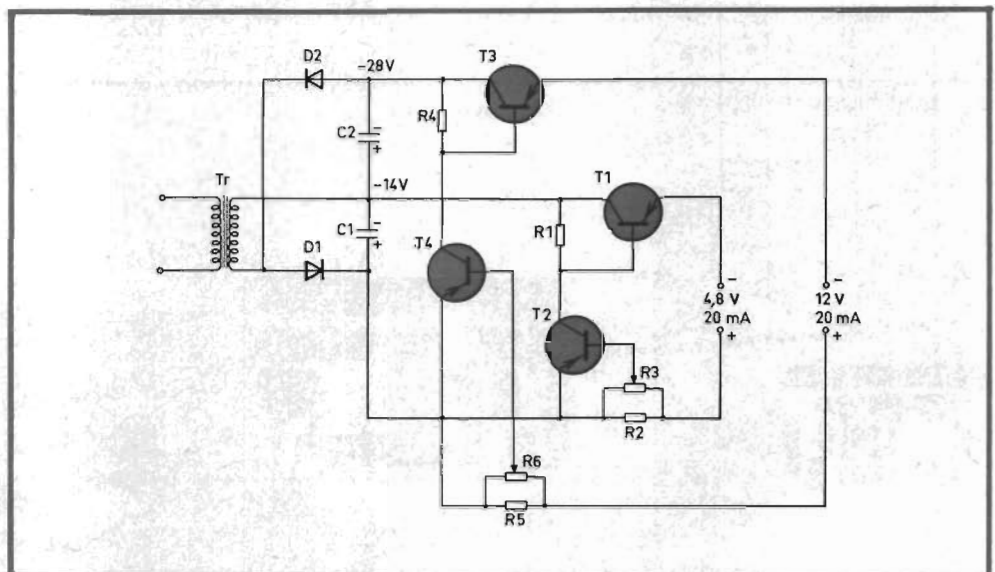 D2
-28V
T3
R4
C2
-
+
Tr
-14V
T1
C1
-
+
R1
D1
T4
-
4,8 V
20 mA
+
-
12 V
20 mA
+
T2
R3
R2
R6
R5